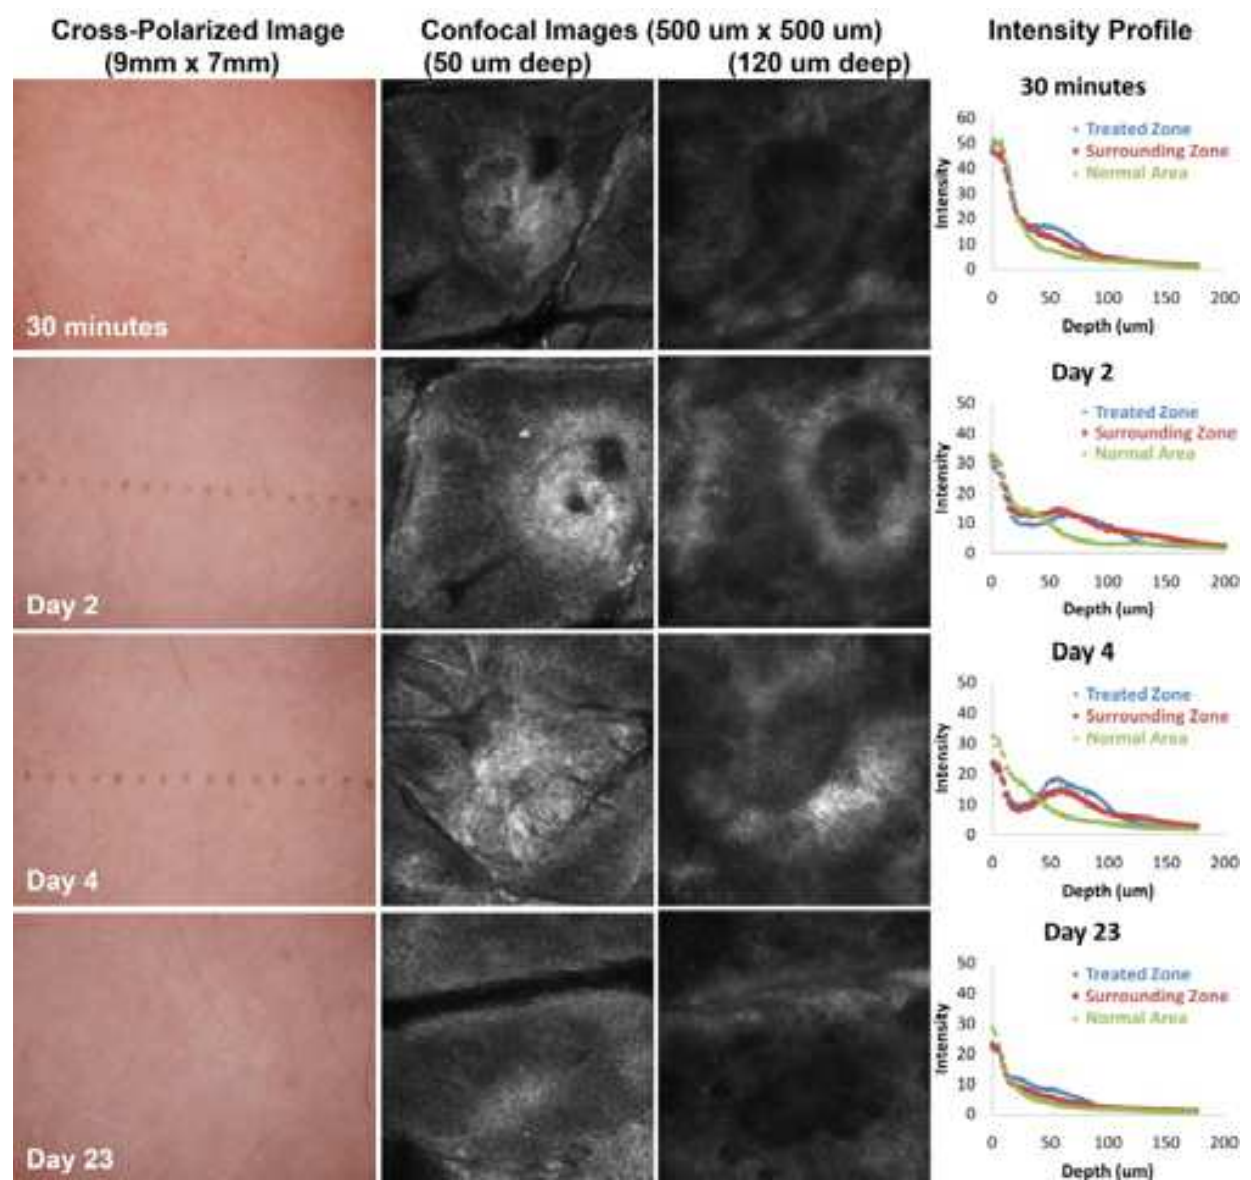 Cross-Polarized Image
(9mm x 7mm)
Confocal Images (500 um x 500 um)
(50 um deep)
(120 um deep)
Intensity Profile
30 minutes
30 minutes
60
50
40
30
20
10
0
Intensity
Treated Zone
Surrounding Zone
Normal Area
0 50 100 150 200
Depth (um)
Day 2
Day 2
50
40
30
20
10
0
Intensity
Treated Zone
Surrounding Zone
Normal Area
0 50 100 150 200
Depth (um)
Day 4
Day 4
50
40
30
20
10
0
Intensity
Treated Zone
Surrounding Zone
Normal Area
0 50 100 150 200
Depth (um)
Day 23
Day 23
50
40
30
20
10
0
Intensity
Treated Zone
Surrounding Zone
Normal Area
0 50 100 150 200
Depth (um)